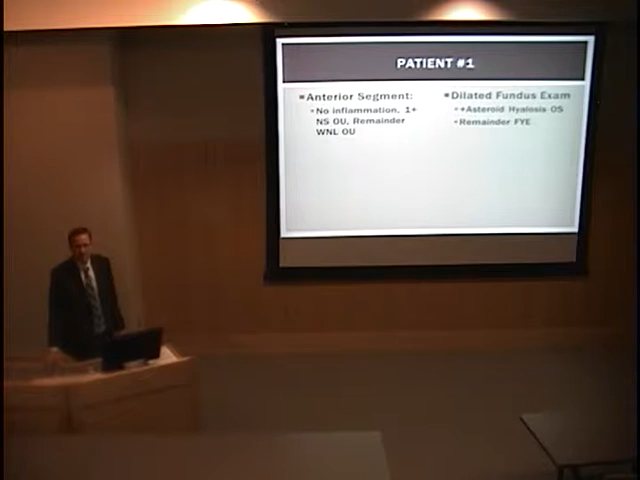 PATIENT #1
▪Anterior Segment:
▪No inflammation, 1+
NS OU, Remainder
WNL OU
▪Dilated Fundus Exam
▪+Asteroid Hyalosis OS
▪Remainder FYE